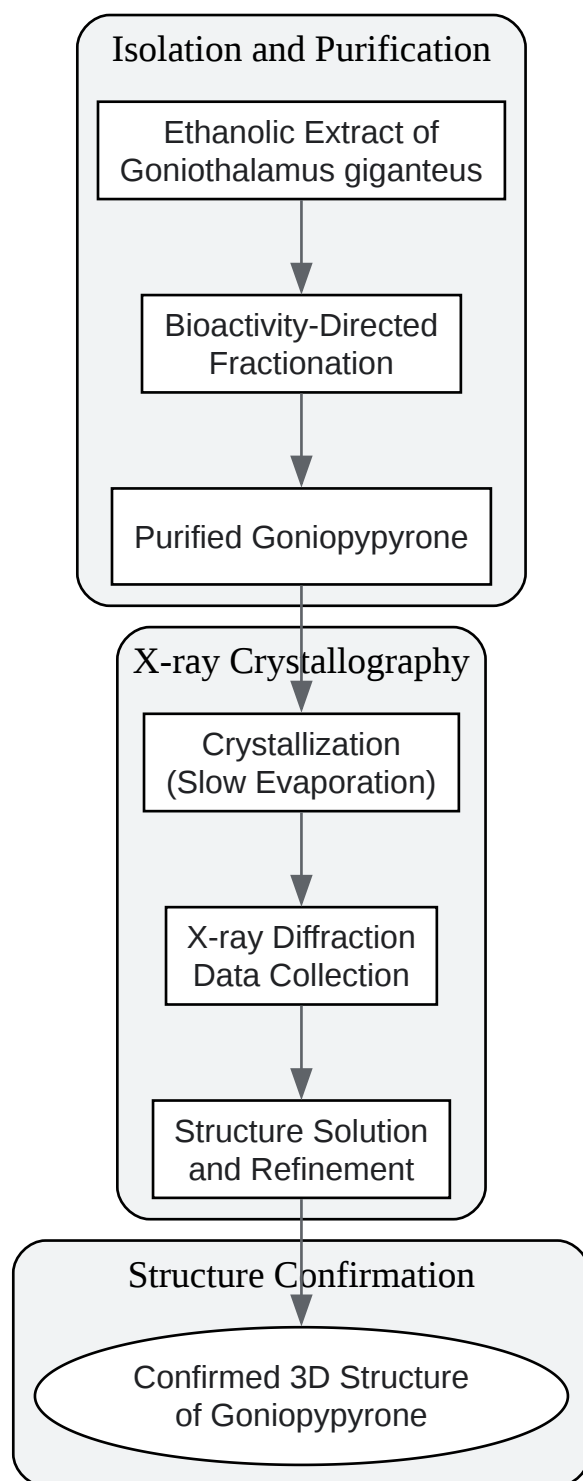 Isolation and Purification
Ethanolic Extract of
Goniothalamus giganteus
Bioactivity-Directed
Fractionation
Purified Goniopypyrone
X-ray Crystallography
Crystallization
(Slow Evaporation)
X-ray Diffraction
Data Collection
Structure Solution
and Refinement
Structure Confirmation
Confirmed 3D Structure
of Goniopypyrone